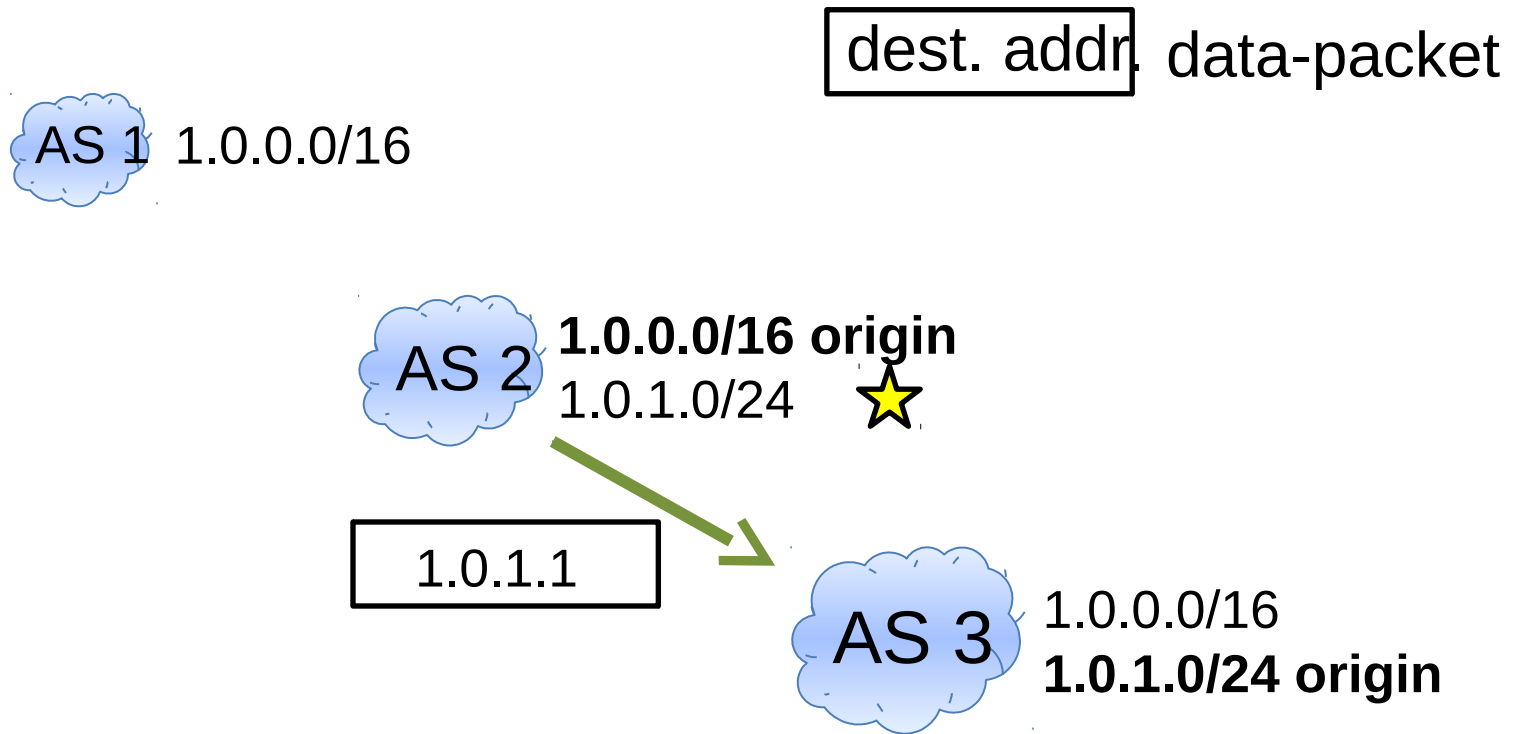 dest. addr. data-packet
AS 1 1.0.0.0/16
1.0.0.0/16 origin
AS 2
1.0.1.0/24
1.0.1.1
1.0.0.0/16
AS 3
1.0.1.0/24 origin